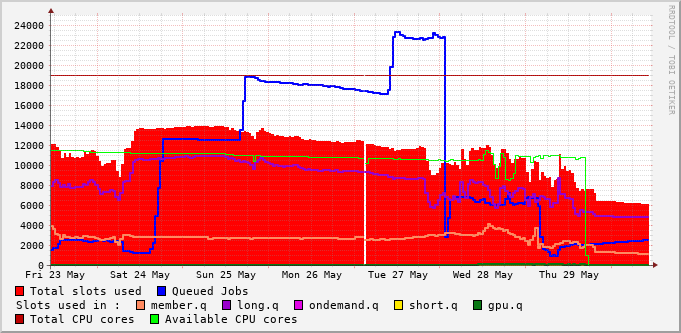 RRDTOOL / TOBI OETIKER
24000
22000
20000
18000
16000
14000
12000
10000
8000
6000
4000
2000
0
Fri 23 May Sat 24 May Sun 25 May Mon 26 May Tue 27 May Wed 28 May Thu 29 May
Total slots used Queued Jobs
Slots used in : member.q long.q ondemand.q short.q gpu.q
Total CPU cores Available CPU cores